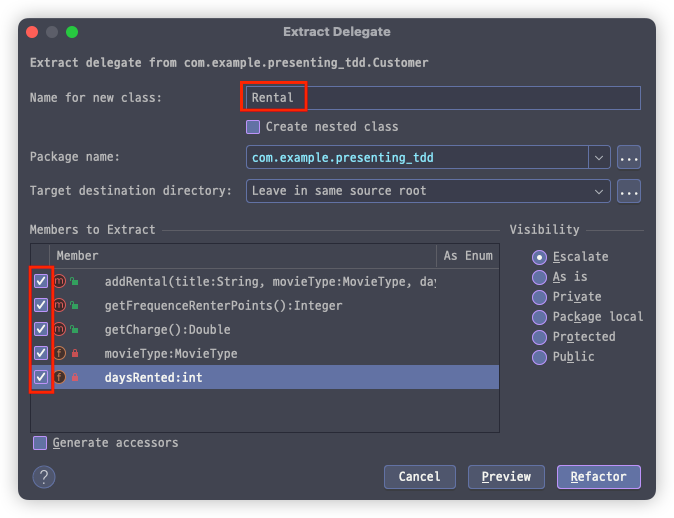 Extract Delegate
Extract delegate from com.example.presenting_tdd.Customer
Name for new class: Rental
Create nested class
Package name: com.example.presenting_tdd ...
Target destination directory: Leave in same source root ...
Members to Extract
Member As Enum
m addRental(title:String, movieType:MovieType, day
m getFrequenceRenterPoints():Integer
m getCharge():Double
f movieType:MovieType
f daysRented:int
Generate accessors
Visibility
Escalate
As is
Private
Package local
Protected
Public
? Cancel Preview Refactor